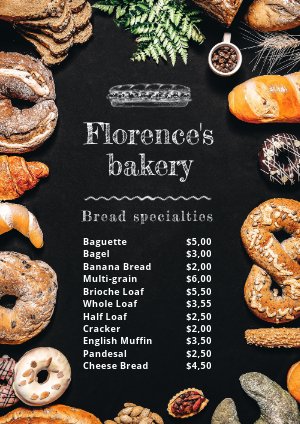 Florence's
bakery
Bread specialties
Baguette $5,00
Bagel $3,00
Banana Bread $2,00
Multi-grain $6,00
Brioche Loaf $5,50
Whole Loaf $3,55
Half Loaf $2,50
Cracker $2,00
English Muffin $3,50
Pandesal $2,50
Cheese Bread $4,50